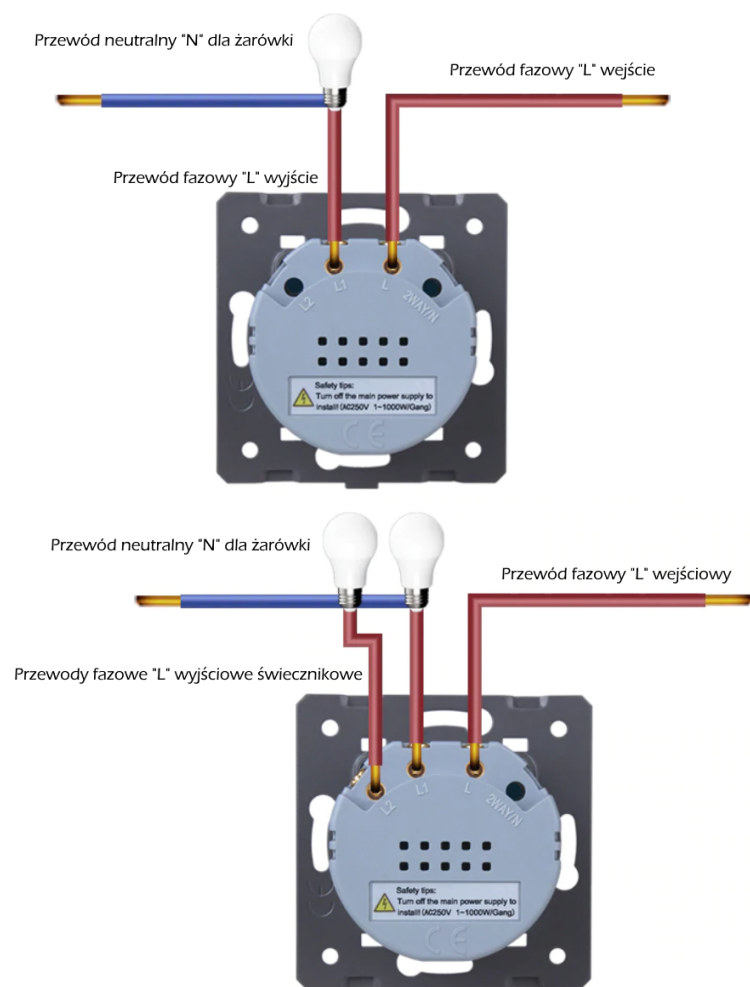 Przewód neutralny "N" dla żarówki
Przewód fazowy "L" wejście
Przewód fazowy "L" wyjście
L2 L1 L 2WAY/N
Safety tips:
Turn off the main power supply to
install! (AC250V 1~1000W/Gang)
CE
CE
Przewód neutralny "N" dla żarówki
Przewód fazowy "L" wejściowy
Przewody fazowe "L" wyjściowe świecznikowe
L2 L1 L 2WAY/N
Safety tips:
Turn off the main power supply to
install! (AC250V 1~1000W/Gang)
CE
CE